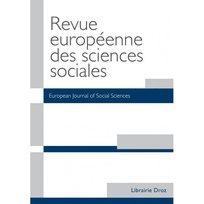 Revue
européenne
des sciences
sociales
European Journal of Social Sciences
Librairie Droz